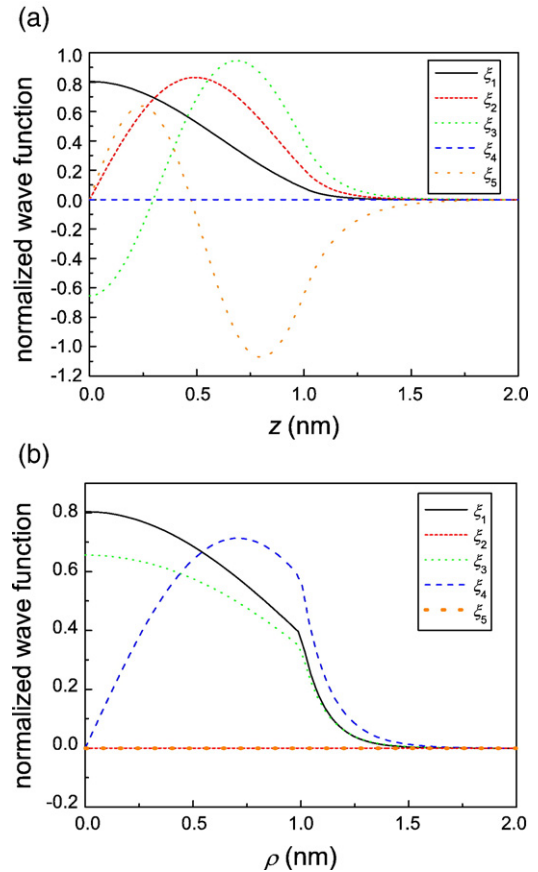 (a)
normalized wave function
1.0
0.8
0.6
0.4
0.2
0.0
-0.2
-0.4
-0.6
-0.8
-1.0
-1.2
0.0
0.5
1.0
1.5
2.0
z (nm)
ξ1
ξ2
ξ3
ξ4
ξ5
(b)
normalized wave function
0.8
0.6
0.4
0.2
0.0
-0.2
0.0
0.5
1.0
1.5
2.0
ρ (nm)
ξ1
ξ2
ξ3
ξ4
ξ5